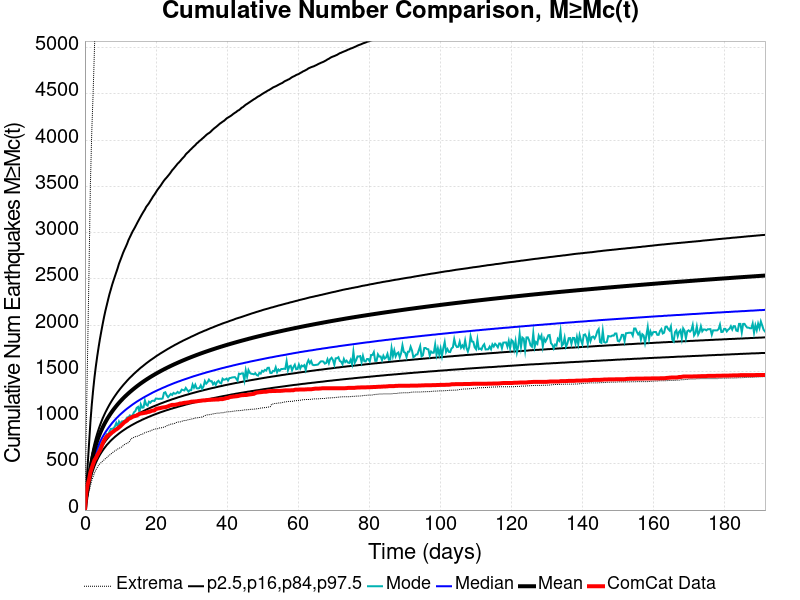 Cumulative Number Comparison, M≥Mc(t)
Cumulative Num Earthquakes M≥Mc(t)
5000
4500
4000
3500
3000
2500
2000
1500
1000
500
0
0 20 40 60 80 100 120 140 160 180
Time (days)
Extrema p2.5,p16,p84,p97.5 Mode Median Mean ComCat Data